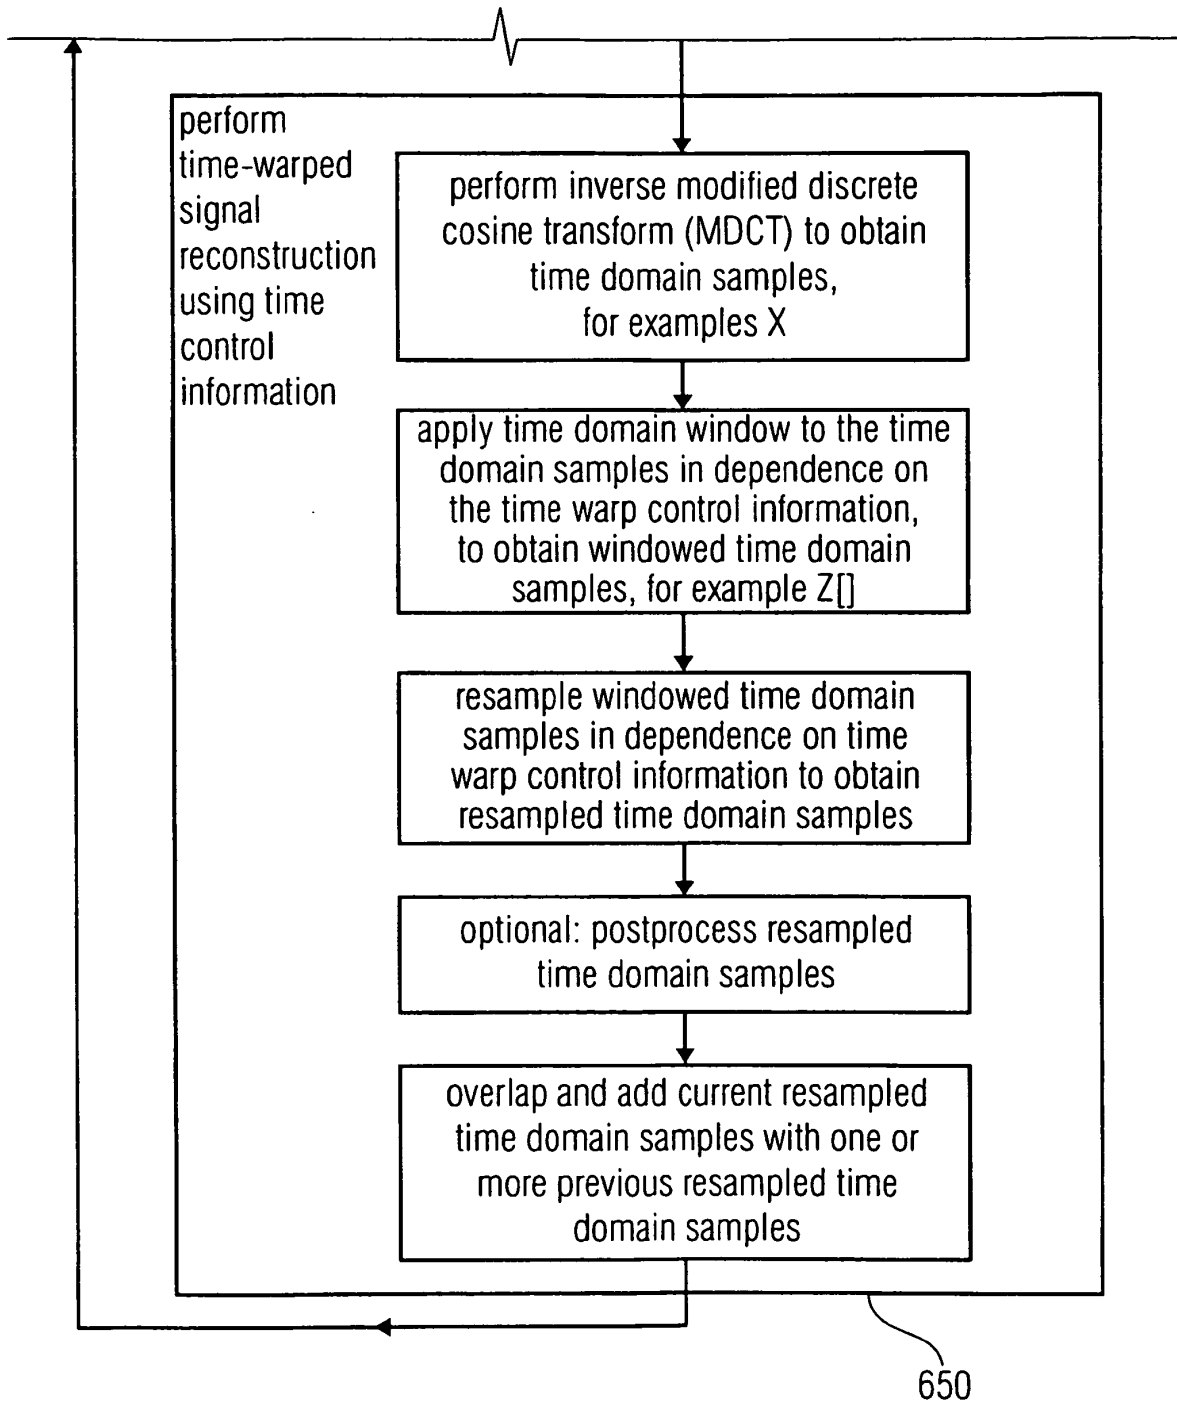 perform
time-warped
signal
reconstruction
using time
control
information
perform inverse modified discrete
cosine transform (MDCT) to obtain
time domain samples,
for examples X
apply time domain window to the time
domain samples in dependence on
the time warp control information,
to obtain windowed time domain
samples, for example Z[]
resample windowed time domain
samples in dependence on time
warp control information to obtain
resampled time domain samples
optional: postprocess resampled
time domain samples
overlap and add current resampled
time domain samples with one or
more previous resampled time
domain samples
650